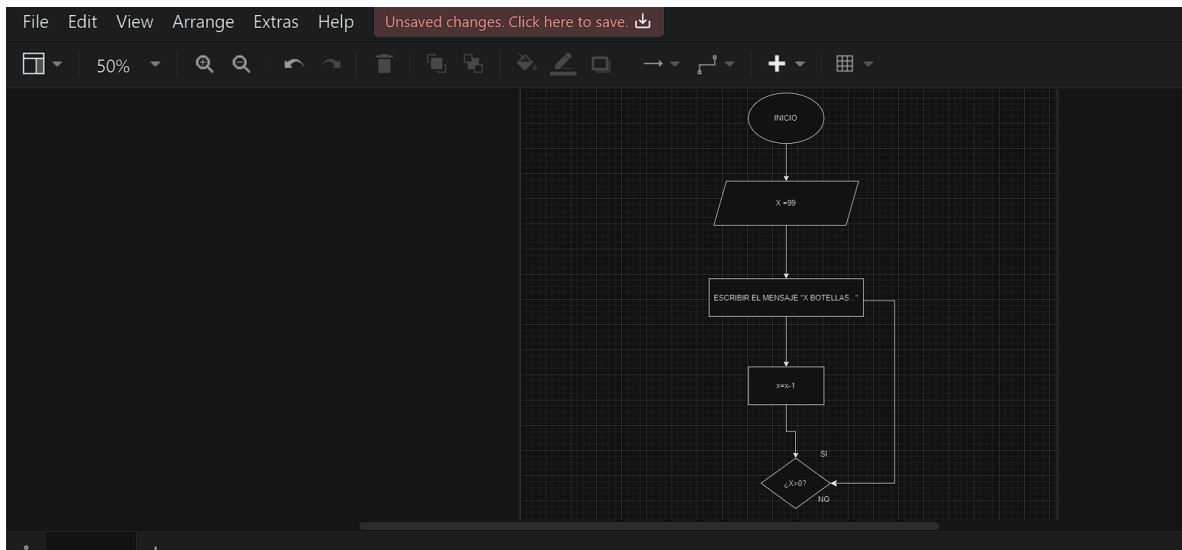 File Edit View Arrange Extras Help Unsaved changes. Click here to save.
50%
INICIO
X =99
ESCRIBIR EL MENSAJE "X BOTELLAS..."
x=x-1
SI
¿X>0?
NO